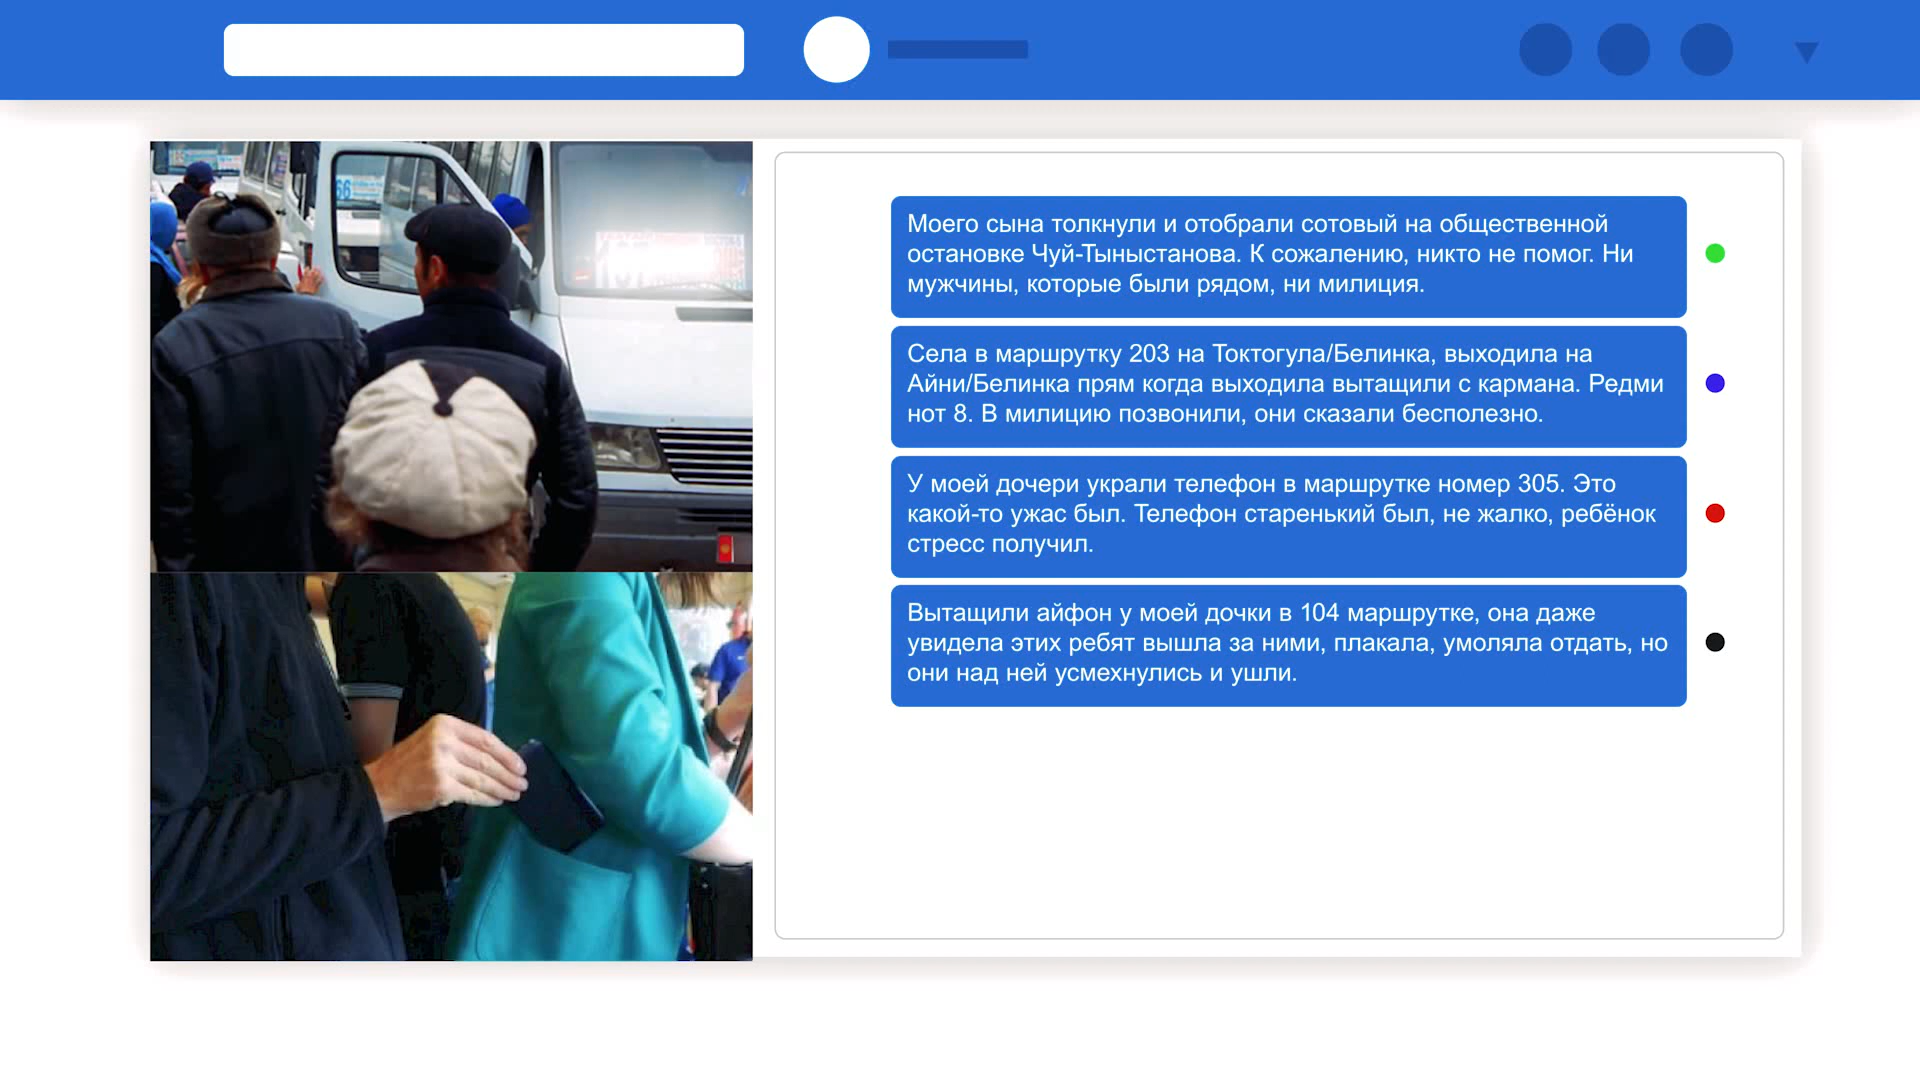 66
Моего сына толкнули и отобрали сотовый на общественной
остановке Чуй-Тыныстанова. К сожалению, никто не помог. Ни
мужчины, которые были рядом, ни милиция.
Села в маршрутку 203 на Токтогула/Белинка, выходила на
Айни/Белинка прям когда выходила вытащили с кармана. Редми
нот 8. В милицию позвонили, они сказали бесполезно.
У моей дочери украли телефон в маршрутке номер 305. Это
какой-то ужас был. Телефон старенький был, не жалко, ребёнок
стресс получил.
Вытащили айфон у моей дочки в 104 маршрутке, она даже
увидела этих ребят вышла за ними, плакала, умоляла отдать, но
они над ней усмехнулись и ушли.